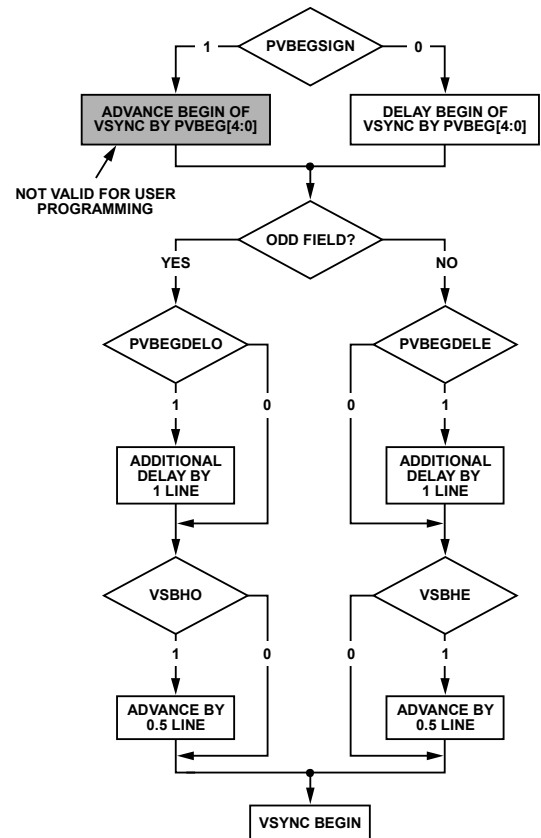 PVBEGSIGN
1
0
ADVANCE BEGIN OF
VSYNC BY PVBEG[4:0]
DELAY BEGIN OF
VSYNC BY PVBEG[4:0]
NOT VALID FOR USER
PROGRAMMING
ODD FIELD?
YES
NO
PVBEGDELO
PVBEGDELE
1
0
0
1
ADDITIONAL
DELAY BY
1 LINE
ADDITIONAL
DELAY BY
1 LINE
VSBHO
VSBHE
1
0
0
1
ADVANCE BY
0.5 LINE
ADVANCE BY
0.5 LINE
VSYNC BEGIN